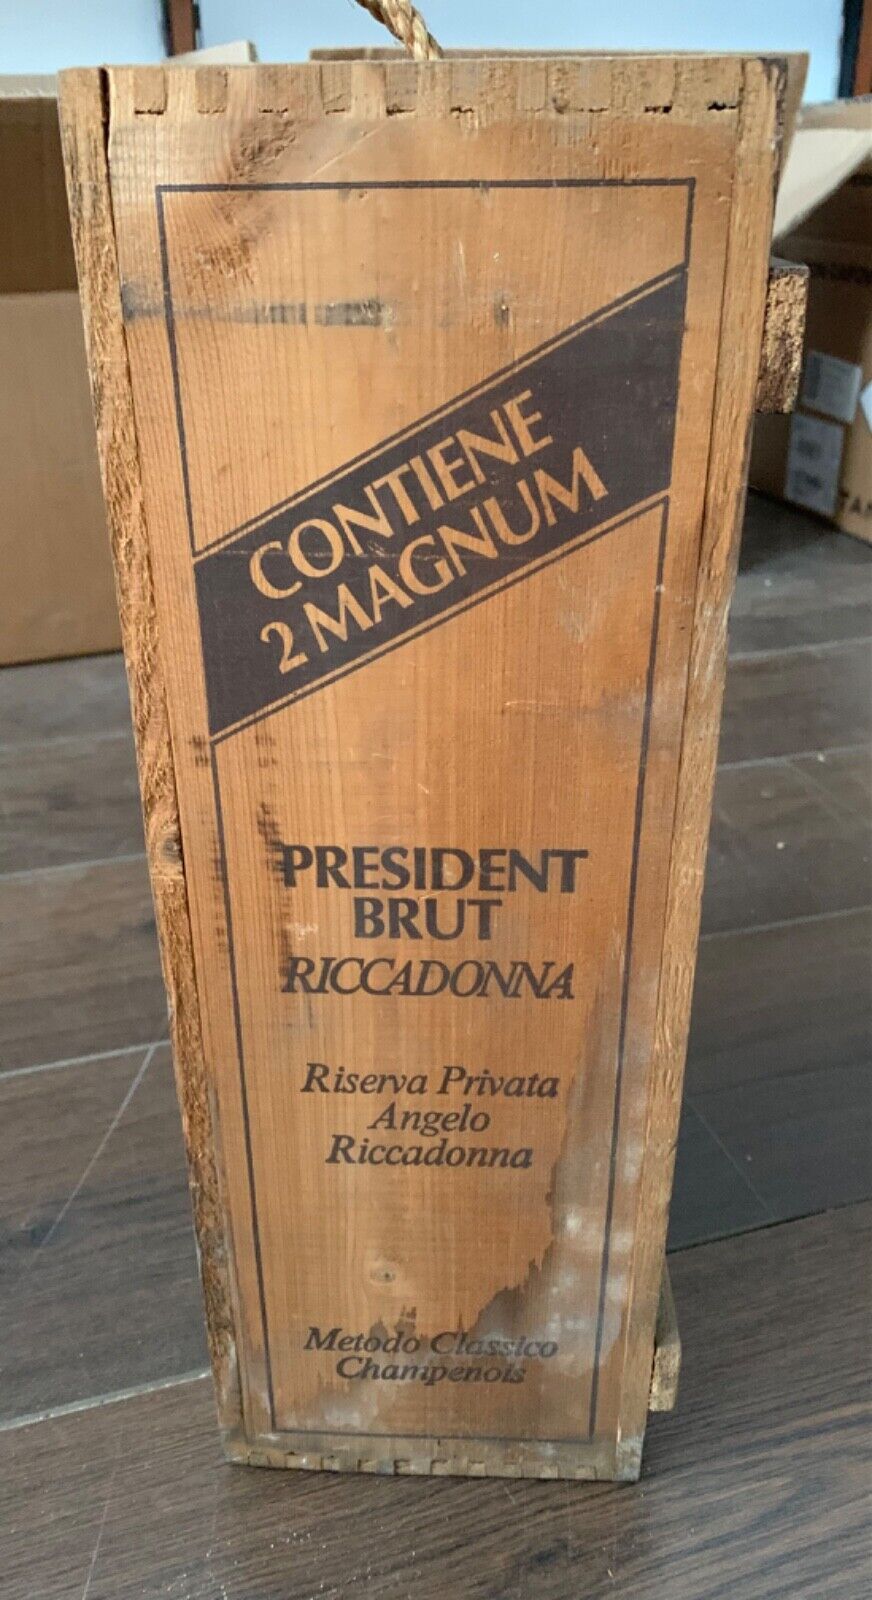 CONTIENE
2 MAGNUM
PRESIDENT
BRUT
RICCADONNA
Riserva Privata
Angelo
Riccadonna
Metodo Classico
Champenois